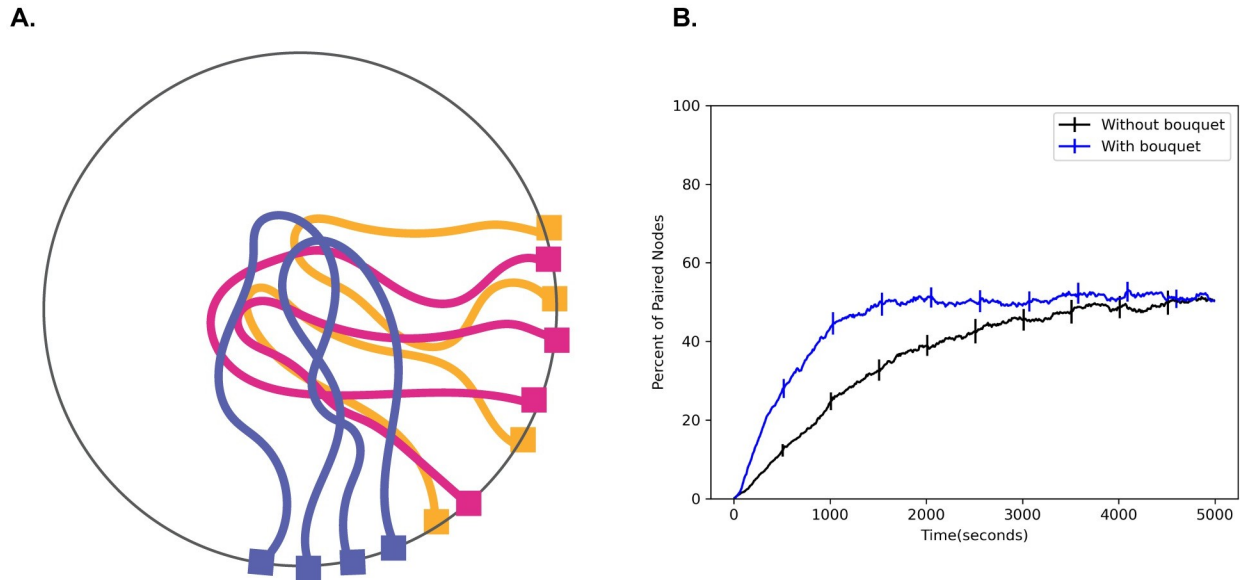 A.
B.
Without bouquet
With bouquet
Percent of Paired Nodes
100
80
60
40
20
0
0 1000 2000 3000 4000 5000
Time(seconds)